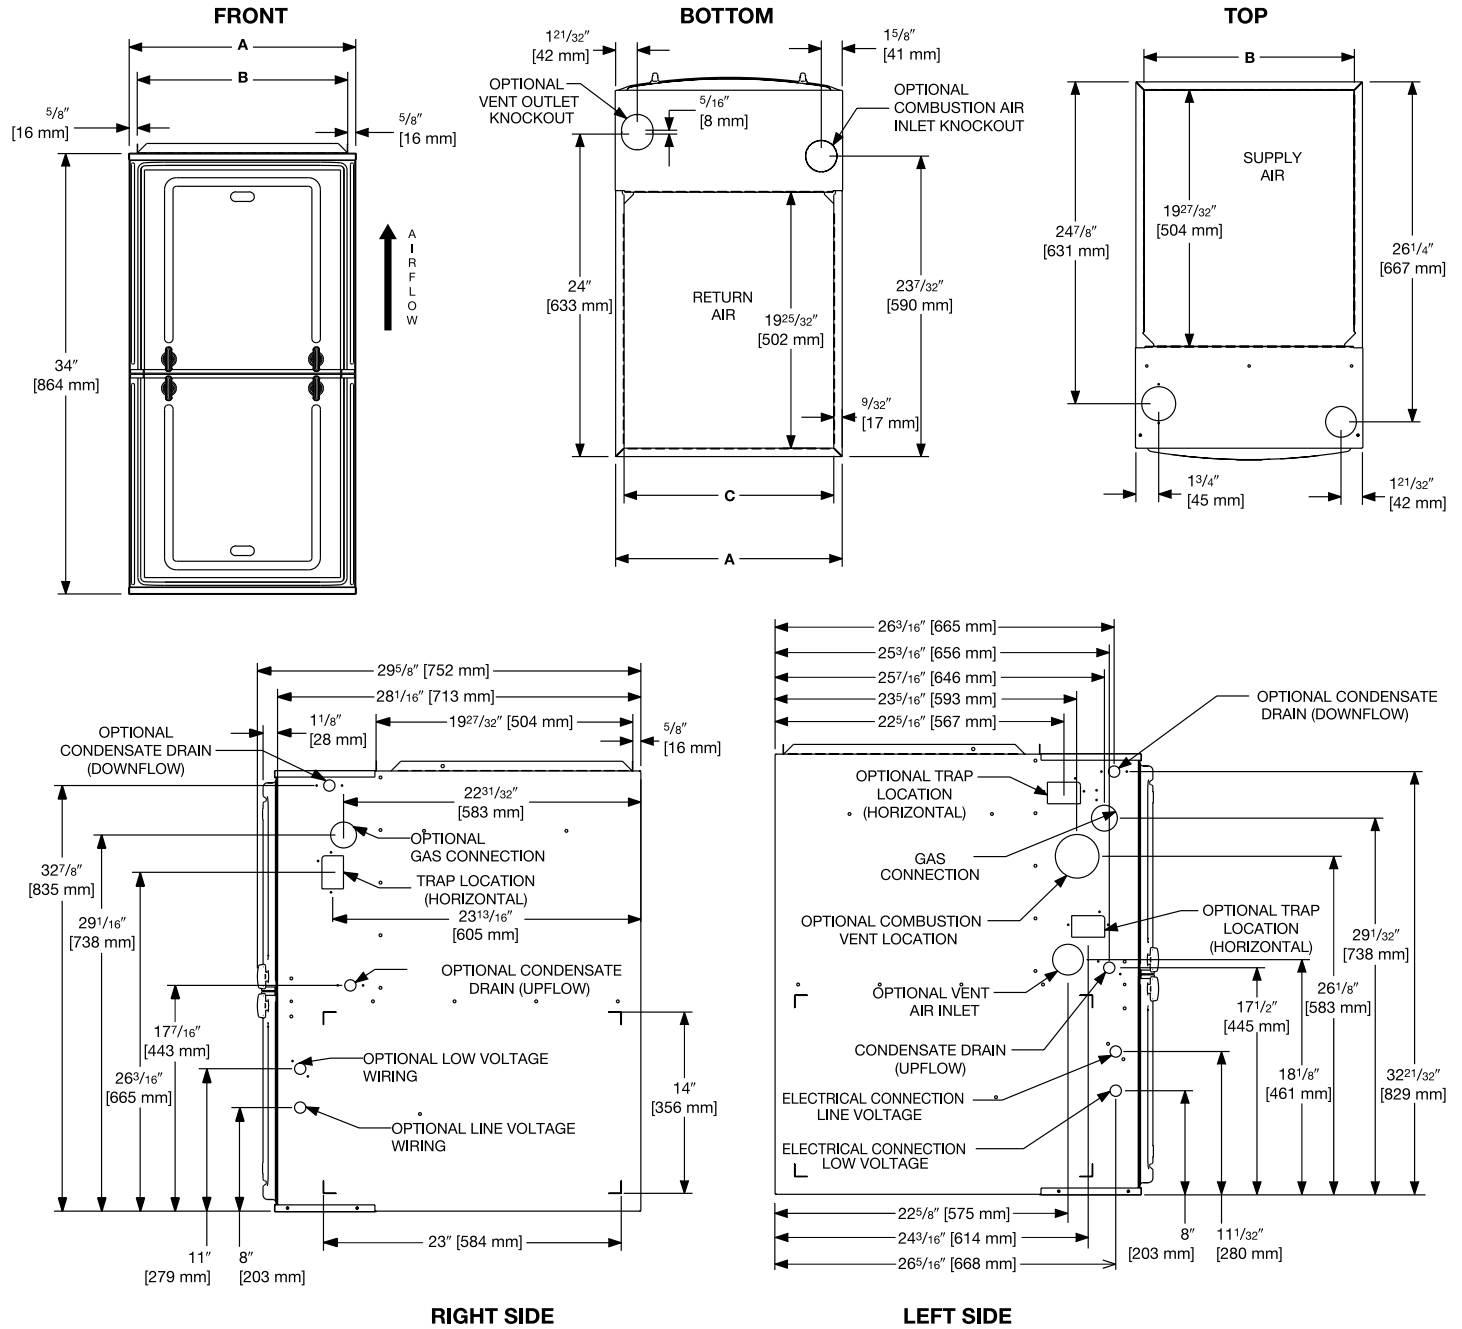 FRONT
A
B
5/8"
[16 mm]
5/8"
[16 mm]
34"
[864 mm]
AIRFLOW
BOTTOM
1 21/32"
[42 mm]
1 5/8"
[41 mm]
OPTIONAL
VENT OUTLET
KNOCKOUT
5/16"
[8 mm]
OPTIONAL
COMBUSTION AIR
INLET KNOCKOUT
24"
[633 mm]
RETURN
AIR
19 25/32"
[502 mm]
23 7/32"
[590 mm]
9/32"
[17 mm]
C
A
TOP
B
SUPPLY
AIR
19 27/32"
[504 mm]
24 7/8"
[631 mm]
26 1/4"
[667 mm]
1 3/4"
[45 mm]
1 21/32"
[42 mm]
29 5/8" [752 mm]
28 1/16" [713 mm]
1 1/8"
[28 mm]
19 27/32" [504 mm]
5/8"
[16 mm]
OPTIONAL
CONDENSATE DRAIN
(DOWNFLOW)
22 31/32"
[583 mm]
OPTIONAL
GAS CONNECTION
TRAP LOCATION
(HORIZONTAL)
23 13/16"
[605 mm]
32 7/8"
[835 mm]
29 1/16"
[738 mm]
OPTIONAL CONDENSATE
DRAIN (UPFLOW)
17 7/16"
[443 mm]
26 3/16"
[665 mm]
OPTIONAL LOW VOLTAGE
WIRING
14"
[356 mm]
OPTIONAL LINE VOLTAGE
WIRING
23" [584 mm]
11"
[279 mm]
8"
[203 mm]
RIGHT SIDE
26 3/16" [665 mm]
25 3/16" [656 mm]
25 7/16" [646 mm]
23 5/16" [593 mm]
22 5/16" [567 mm]
OPTIONAL CONDENSATE
DRAIN (DOWNFLOW)
OPTIONAL TRAP
LOCATION
(HORIZONTAL)
GAS
CONNECTION
OPTIONAL COMBUSTION
VENT LOCATION
OPTIONAL TRAP
LOCATION
(HORIZONTAL)
29 1/32"
[738 mm]
26 1/8"
[583 mm]
OPTIONAL VENT
AIR INLET
17 1/2"
[445 mm]
CONDENSATE DRAIN
(UPFLOW)
18 1/8"
[461 mm]
32 21/32"
[829 mm]
ELECTRICAL CONNECTION
LINE VOLTAGE
ELECTRICAL CONNECTION
LOW VOLTAGE
22 5/8" [575 mm]
24 3/16" [614 mm]
26 5/16" [668 mm]
8"
[203 mm]
11 1/32"
[280 mm]
LEFT SIDE